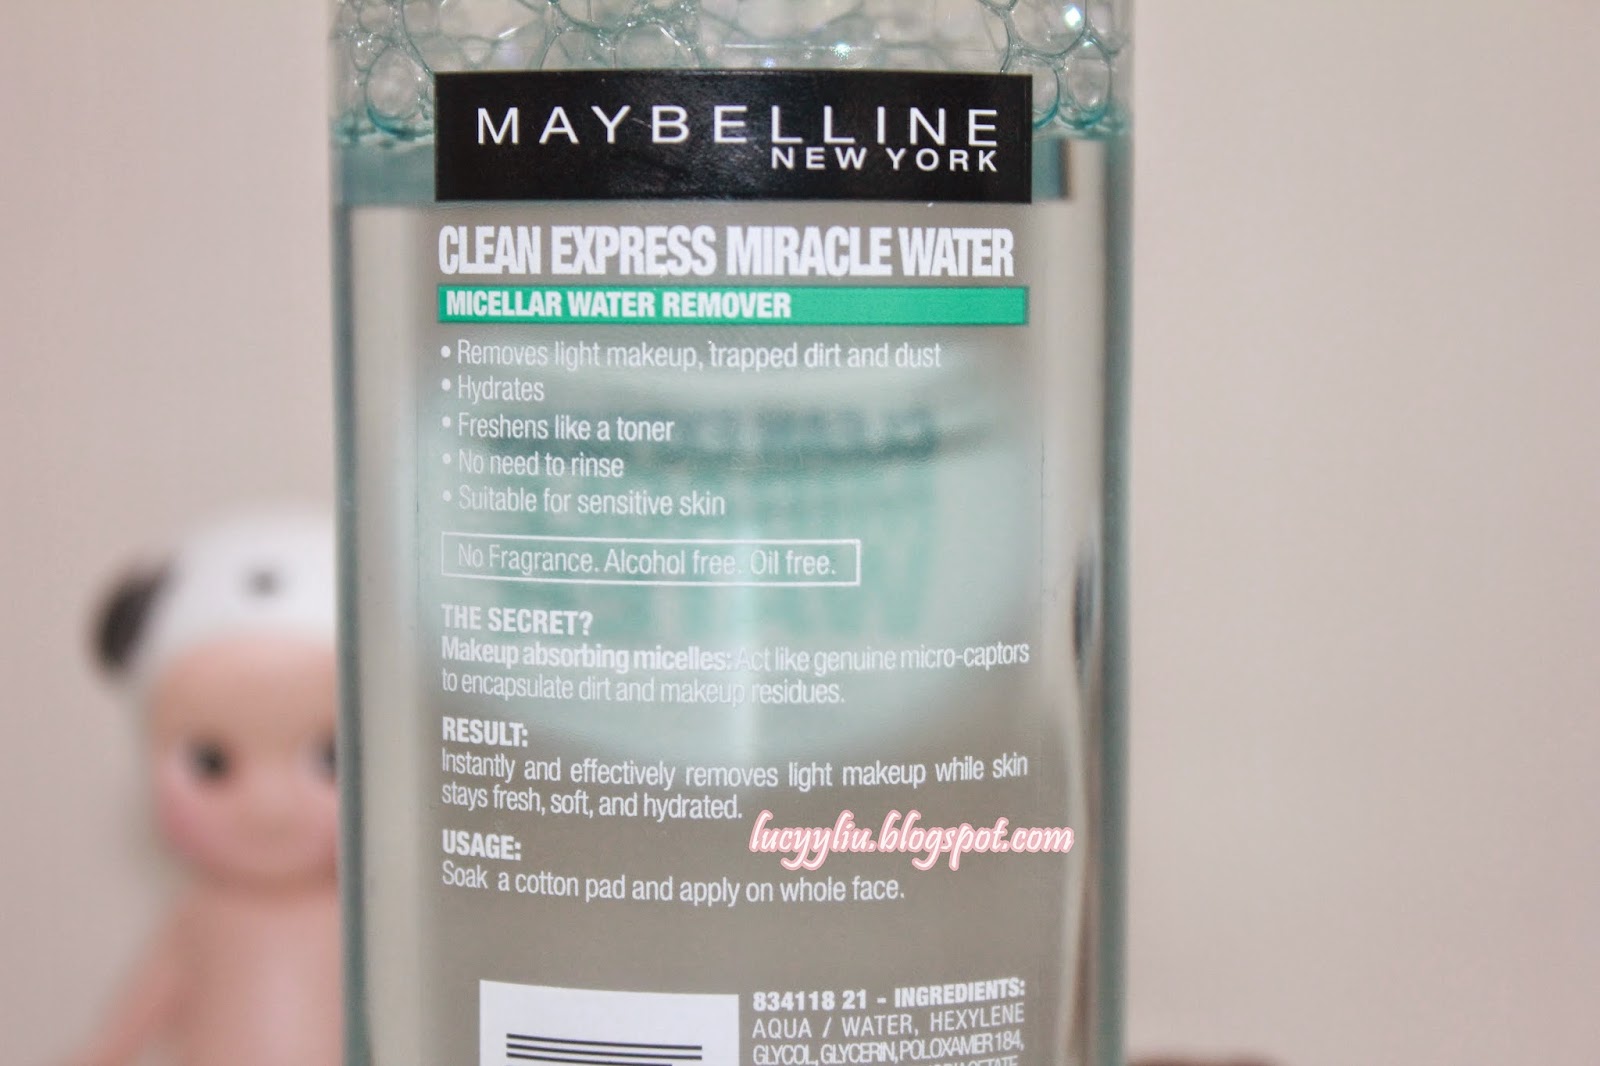 MAYBELLINE
NEW YORK
CLEAN EXPRESS MIRACLE WATER
MICELLAR WATER REMOVER
• Removes light makeup, trapped dirt and dust
• Hydrates
• Freshens like a toner
• No need to rinse
• Suitable for sensitive skin
No Fragrance. Alcohol free. Oil free.
THE SECRET?
Makeup absorbing micelles: Act like genuine micro-captors
to encapsulate dirt and makeup residues.
RESULT:
Instantly and effectively removes light makeup while skin
stays fresh, soft, and hydrated.
lucyyliu.blogspot.com
USAGE:
Soak a cotton pad and apply on whole face.
834118 21 - INGREDIENTS:
AQUA / WATER, HEXYLENE
GLYCOL, GLYCERIN, POLOXAMER 184,